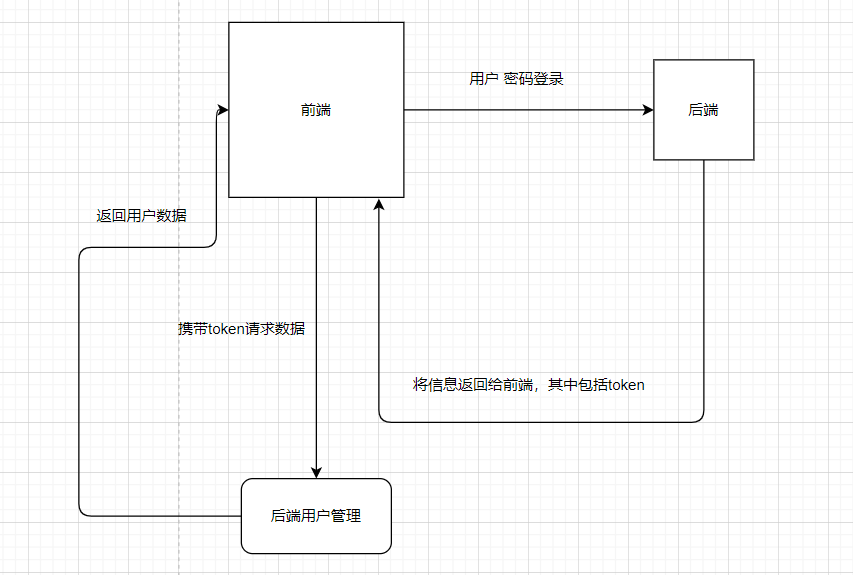 用户 密码登录
前端
后端
返回用户数据
携带token请求数据
将信息返回给前端，其中包括token
后端用户管理